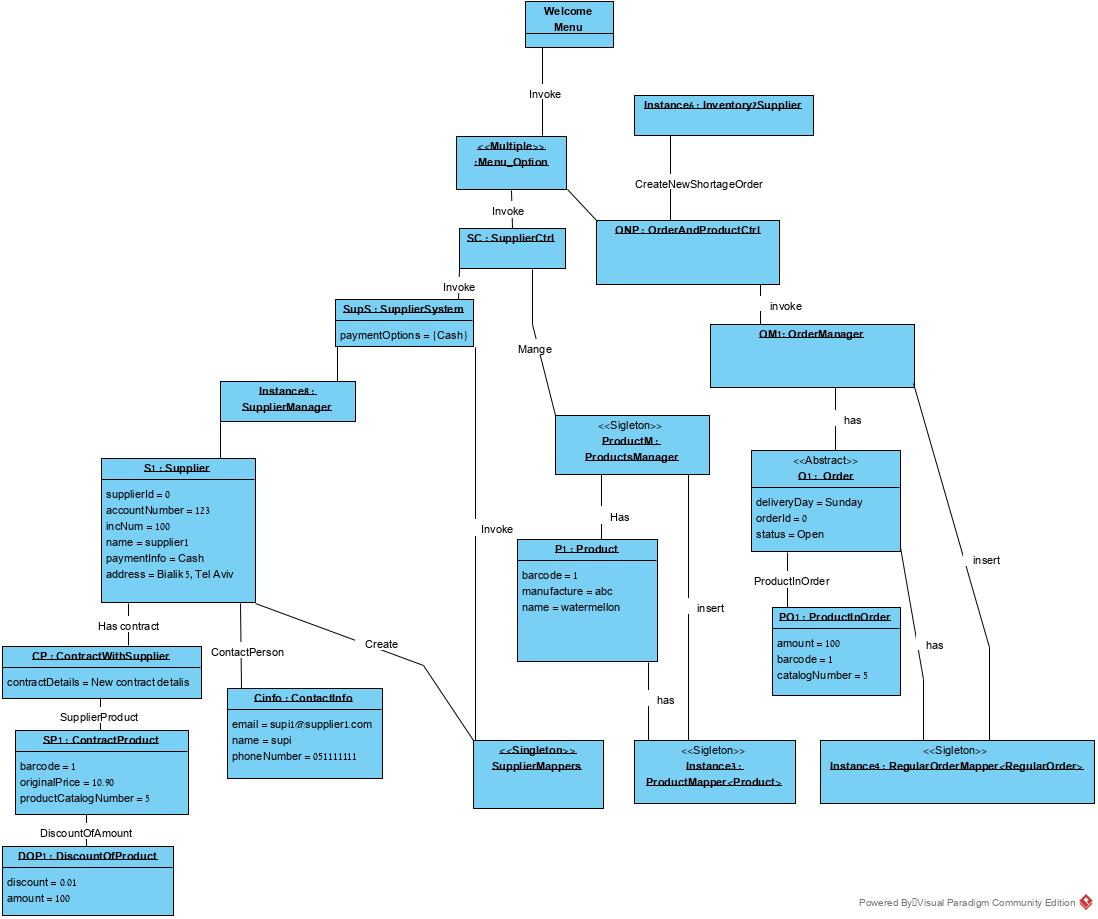 Welcome
Menu
Invoke
Instance6 : Inventory2Supplier
<<Multiple>>
:Menu_Option
CreateNewShortageOrder
Invoke
ONP : OrderAndProductCtrl
SC : SupplierCtrl
Invoke
SupS : SupplierSystem
paymentOptions = {Cash}
invoke
OM1: OrderManager
Mange
Instance8 :
SupplierManager
<<Sigleton>>
ProductM :
ProductsManager
has
<<Abstract>>
O1 : Order
deliveryDay = Sunday
orderId = 0
status = Open
S1 : Supplier
supplierId = 0
accountNumber = 123
incNum = 100
name = supplier1
paymentInfo = Cash
address = Bialik 5, Tel Aviv
Invoke
Has
P1 : Product
barcode = 1
manufacture = abc
name = watermellon
insert
insert
ProductInOrder
PO1 : ProductInOrder
amount = 100
barcode = 1
catalogNumber = 5
has
Has contract
ContactPerson
Create
CP : ContractWithSupplier
contractDetails = New contract detalis
SupplierProduct
Cinfo : ContactInfo
email = supi1@supplier1.com
name = supi
phoneNumber = 051111111
has
SP1 : ContractProduct
barcode = 1
originalPrice = 10.90
productCatalogNumber = 5
<<Singleton>>
SupplierMappers
<<Sigleton>>
Instance3 :
ProductMapper<Product>
<<Sigleton>>
Instance4 : RegularOrderMapper<RegularOrder>
DiscountOfAmount
DOP1 : DiscountOfProduct
discount = 0.01
amount = 100
Powered By Visual Paradigm Community Edition